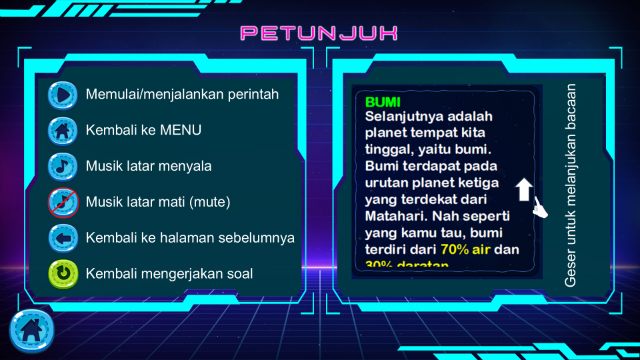 PETUNJUK
Memulai/menjalankan perintah
Kembali ke MENU
Musik latar menyala
Musik latar mati (mute)
Kembali ke halaman sebelumnya
Kembali mengerjakan soal
BUMI
Selanjutnya adalah
planet tempat kita
tinggal, yaitu bumi.
Bumi terdapat pada
urutan planet ketiga
yang terdekat dari
Matahari. Nah seperti
yang kamu tau, bumi
terdiri dari 70% air dan
30% daratan
Geser untuk melanjukan bacaan